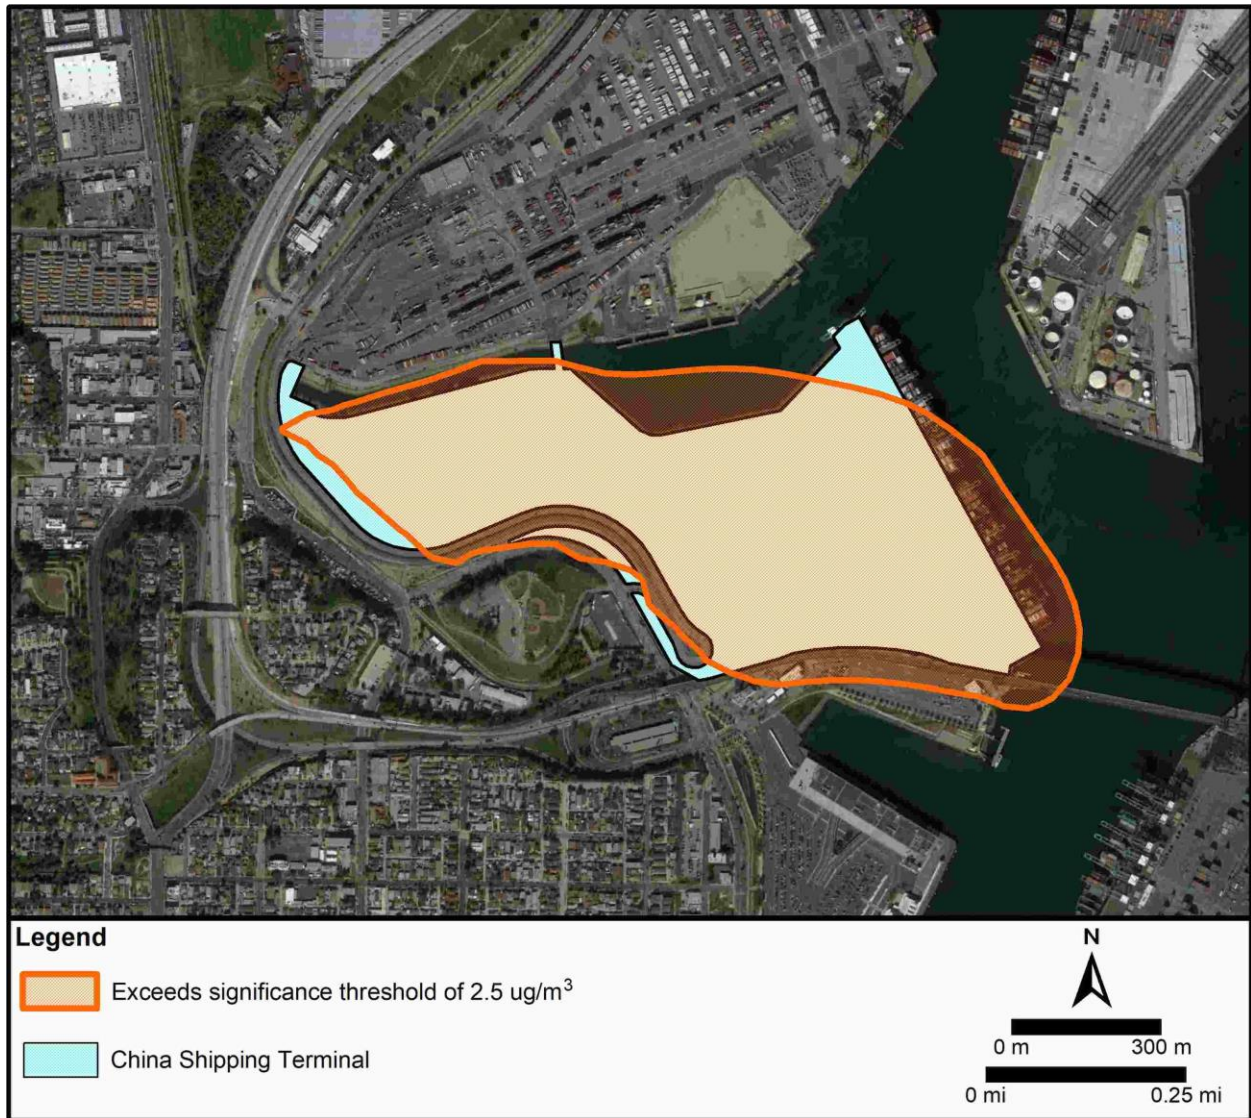 Legend
Exceeds significance threshold of 2.5 ug/m³
China Shipping Terminal
N
0 m 300 m
0 mi 0.25 mi